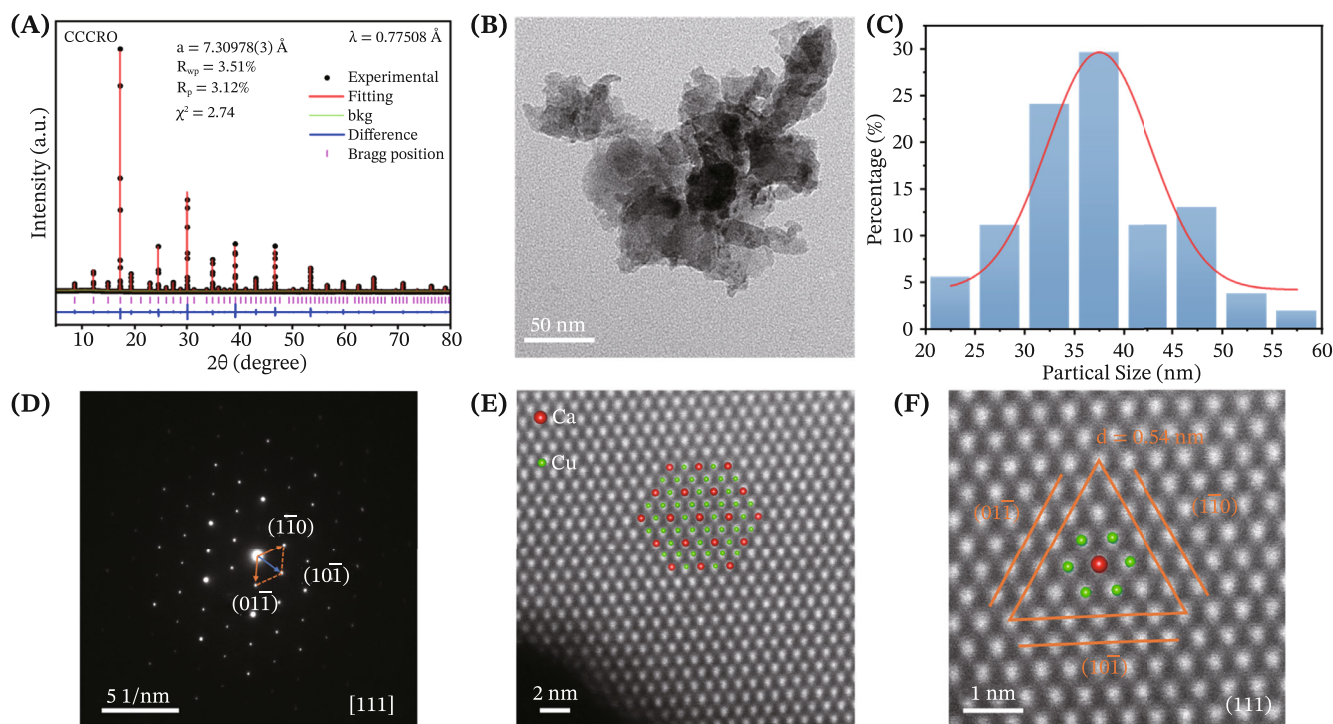 (A)
CCCRO
a = 7.30978(3) Å
R_wp = 3.51%
R_p = 3.12%
χ² = 2.74
λ = 0.77508 Å
Experimental
Fitting
bkg
Difference
Bragg position
Intensity (a.u.)
5 10 20 30 40 50 60 70 80
2θ (degree)
(B)
50 nm
(C)
Percentage (%)
30
25
20
15
10
5
0
20 25 30 35 40 45 50 55 60
Partical Size (nm)
(D)
(11̅0)
(101̅)
(011̅)
5 1/nm
[111]
(E)
Ca
Cu
2 nm
(F)
d = 0.54 nm
(011̅)
(11̅0)
(101̅)
1 nm
(111)